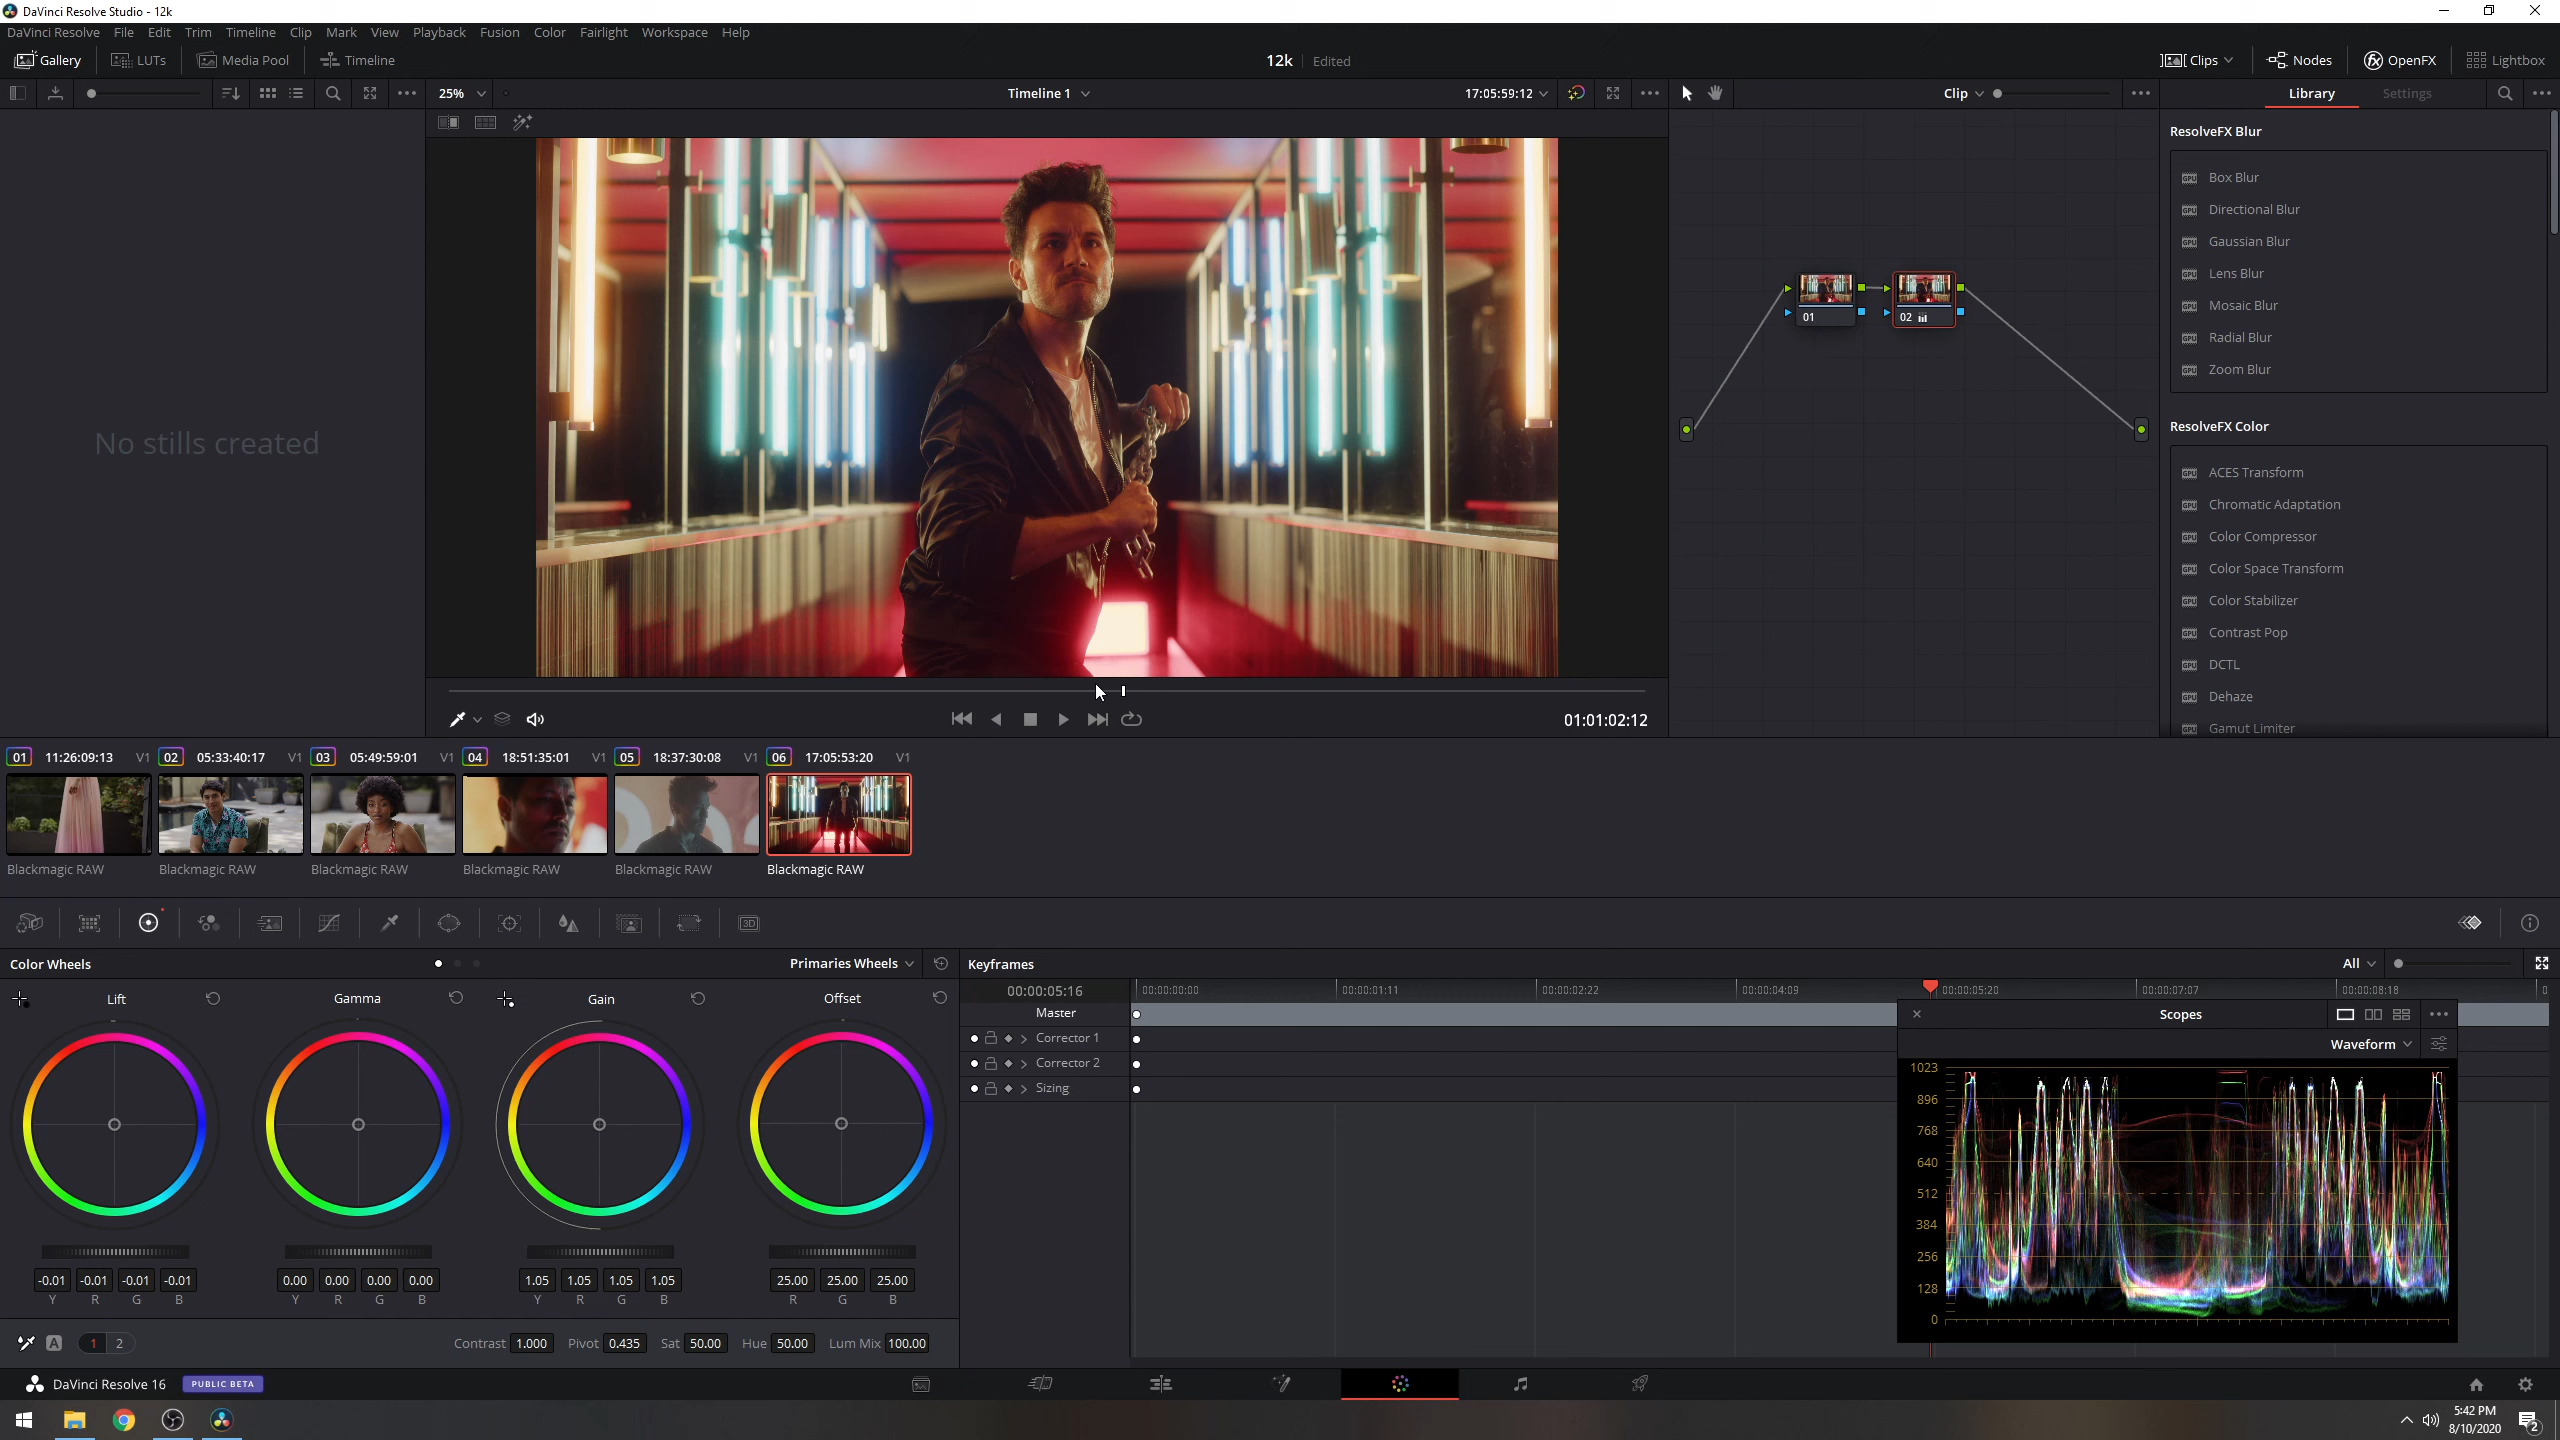 DaVinci Resolve Studio - 12k
DaVinci Resolve File Edit Trim Timeline Clip Mark View Playback Fusion Color Fairlight Workspace Help
Gallery LUTs Media Pool Timeline 12k Edited Clips Nodes OpenFX Lightbox
25% Timeline 1 17:05:59:12 Clip Library Settings
ResolveFX Blur
Box Blur
Directional Blur
Gaussian Blur
Lens Blur
Mosaic Blur
Radial Blur
Zoom Blur
01 02
ResolveFX Color
No stills created
ACES Transform
Chromatic Adaptation
Color Compressor
Color Space Transform
Color Stabilizer
Contrast Pop
DCTL
Dehaze
Gamut Limiter
01:01:02:12
01 11:26:09:13 V1 02 05:33:40:17 V1 03 05:49:59:01 V1 04 18:51:35:01 V1 05 18:37:30:08 V1 06 17:05:53:20 V1
Blackmagic RAW Blackmagic RAW Blackmagic RAW Blackmagic RAW Blackmagic RAW Blackmagic RAW
3D
Color Wheels Primaries Wheels Keyframes All
Lift Gamma Gain Offset
00:00:05:16 00:00:00:00 00:00:01:11 00:00:02:22 00:00:04:09 00:00:05:20 00:00:07:07 00:00:08:18 0
Master
Corrector 1
Corrector 2
Sizing
Scopes
Waveform
1023
896
768
640
512
384
256
128
0
-0.01 -0.01 -0.01 -0.01 0.00 0.00 0.00 0.00 1.05 1.05 1.05 1.05 25.00 25.00 25.00
Y R G B Y R G B Y R G B R G B
A 1 2 Contrast 1.000 Pivot 0.435 Sat 50.00 Hue 50.00 Lum Mix 100.00
DaVinci Resolve 16 PUBLIC BETA
5:42 PM
8/10/2020
2